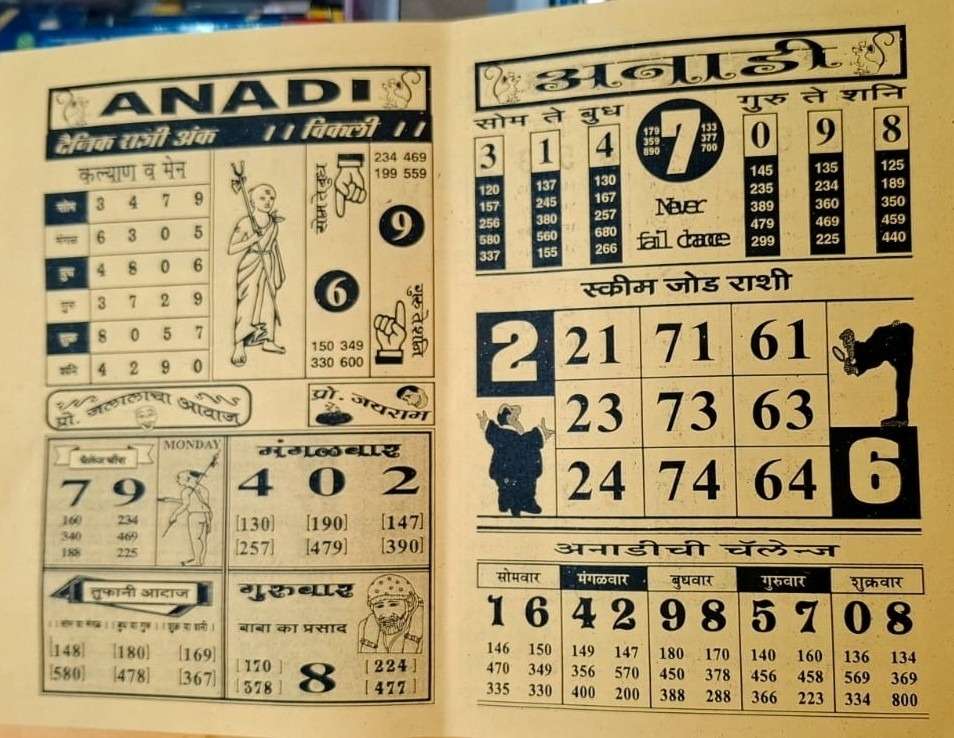 ANADI
दैनिक राशी अंक ।। विकली ।।
कल्याण व मेन
सोम 3 4 7 9
मंगल 6 3 0 5
बुध 4 8 0 6
गुरु 3 7 2 9
शुक्र 8 0 5 7
शनि 4 2 9 0
सोम ते बुध
234 469
199 559
9
6
गुरु ते शनि
150 349
330 600
प्रो. जलालाचा आवाज
प्रो. जयराम
MONDAY
7 9
160 234
340 469
188 225
मंगळवार
4 0 2
[130] [190] [147]
[257] [479] [390]
तूफानी आदाज
[148] [180] [169]
[580] [478] [367]
गुरुवार
बाबा का प्रसाद
[170] 8 [224]
[378] [477]
अनाडी
सोम ते बुध
3 1 4
120 137 130
157 245 167
256 380 257
580 560 680
337 155 266
179 133
359 7 377
890 700
Never
fail chance
गुरु ते शनि
0 9 8
145 135 125
235 234 189
389 360 350
479 469 459
299 225 440
स्कीम जोड राशी
2 21 71 61
23 73 63
24 74 64 6
अनाडीची चॅलेन्ज
सोमवार मंगळवार बुधवार गुरुवार शुक्रवार
1 6 4 2 9 8 5 7 0 8
146 150 149 147 180 170 140 160 136 134
470 349 356 570 450 378 456 458 569 369
335 330 400 200 388 288 366 223 334 800